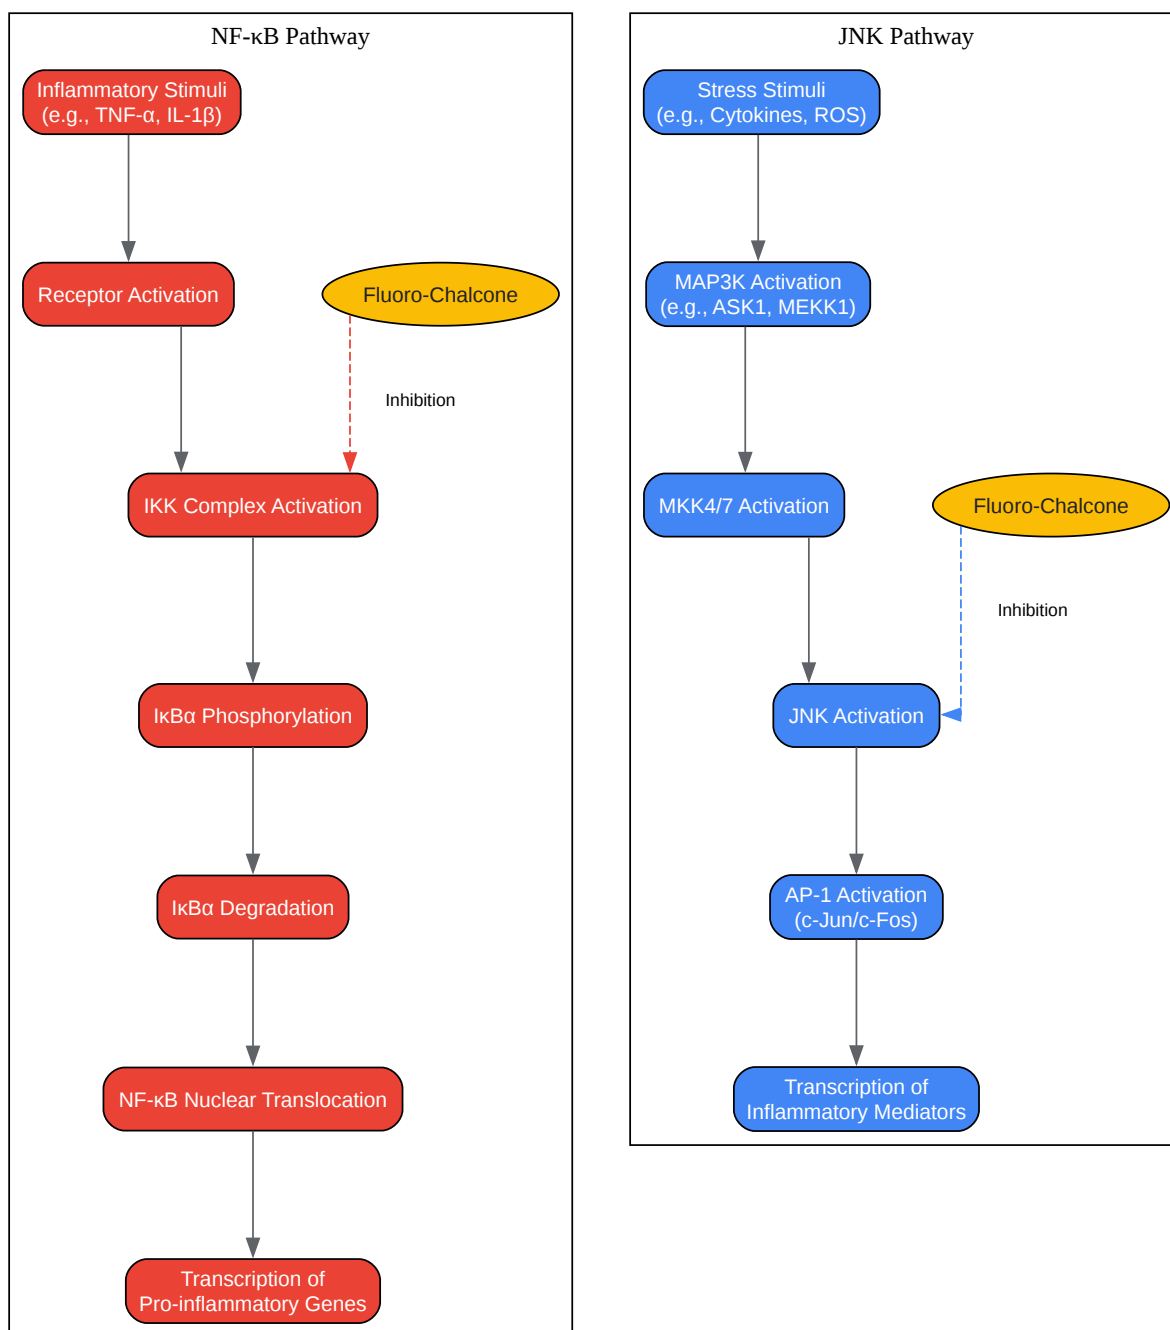 NF-κB Pathway
Inflammatory Stimuli
(e.g., TNF-α, IL-1β)
Receptor Activation
Fluoro-Chalcone
Inhibition
IKK Complex Activation
IκBα Phosphorylation
IκBα Degradation
NF-κB Nuclear Translocation
Transcription of
Pro-inflammatory Genes
JNK Pathway
Stress Stimuli
(e.g., Cytokines, ROS)
MAP3K Activation
(e.g., ASK1, MEKK1)
MKK4/7 Activation
Fluoro-Chalcone
Inhibition
JNK Activation
AP-1 Activation
(c-Jun/c-Fos)
Transcription of
Inflammatory Mediators